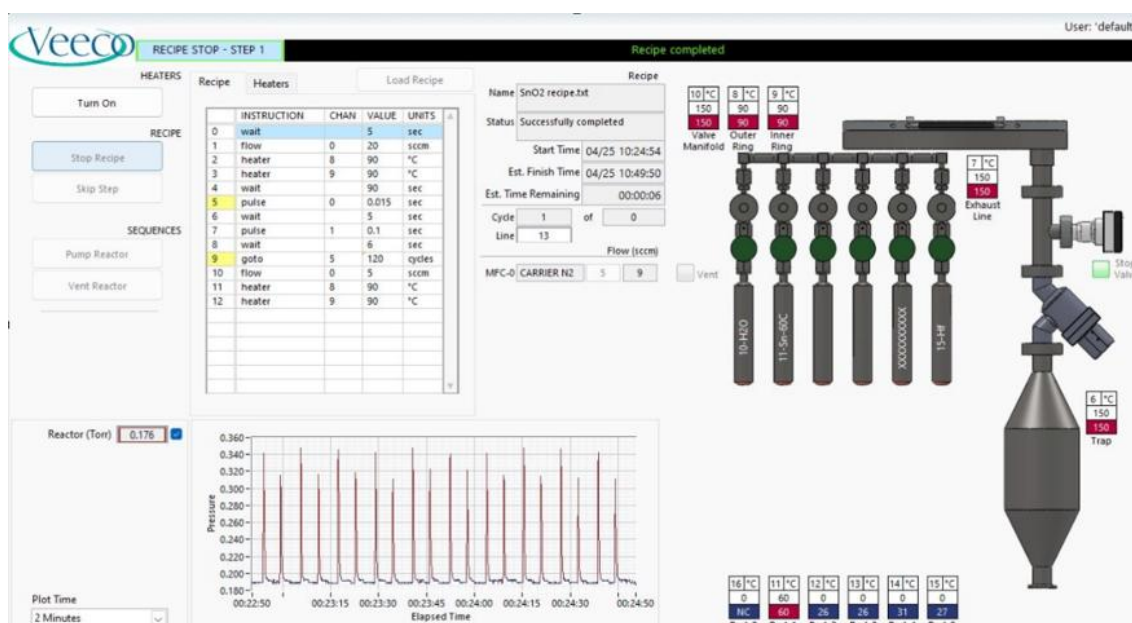 User: 'default
Veeco
RECIPE STOP - STEP 1
Recipe completed
HEATERS
Turn On
RECIPE
Stop Recipe
Skip Step
SEQUENCES
Pump Reactor
Vent Reactor
Recipe Heaters Load Recipe
INSTRUCTION CHAN VALUE UNITS
0 wait 5 sec
1 flow 0 20 sccm
2 heater 8 90 °C
3 heater 9 90 °C
4 wait 90 sec
5 pulse 0 0.015 sec
6 wait 5 sec
7 pulse 1 0.1 sec
8 wait 6 sec
9 goto 5 120 cycles
10 flow 0 5 sccm
11 heater 8 90 °C
12 heater 9 90 °C
Recipe
Name SnO2 recipe.txt
Status Successfully completed
Start Time 04/25 10:24:54
Est. Finish Time 04/25 10:49:50
Est. Time Remaining 00:00:06
Cycle 1 of 0
Line 13
Flow (sccm)
MFC-0 CARRIER N2 5 9
Vent
10 °C 8 °C 9 °C
150 90 90
150 90 90
Valve Outer Inner
Manifold Ring Ring
7 °C
150
150
Exhaust
Line
10-H2O
11-Sn-60C
XXXXXXXXXX
15-Hf
Stop
Valve
6 °C
150
150
Trap
16 °C 11 °C 12 °C 13 °C 14 °C 15 °C
0 60 0 0 0 0
NC 60 26 26 31 27
Reactor (Torr) 0.176
Pressure
0.360
0.340
0.320
0.300
0.280
0.260
0.240
0.220
0.200
0.180
00:22:50 00:23:15 00:23:30 00:23:45 00:24:00 00:24:15 00:24:30 00:24:50
Elapsed Time
Plot Time
2 Minutes